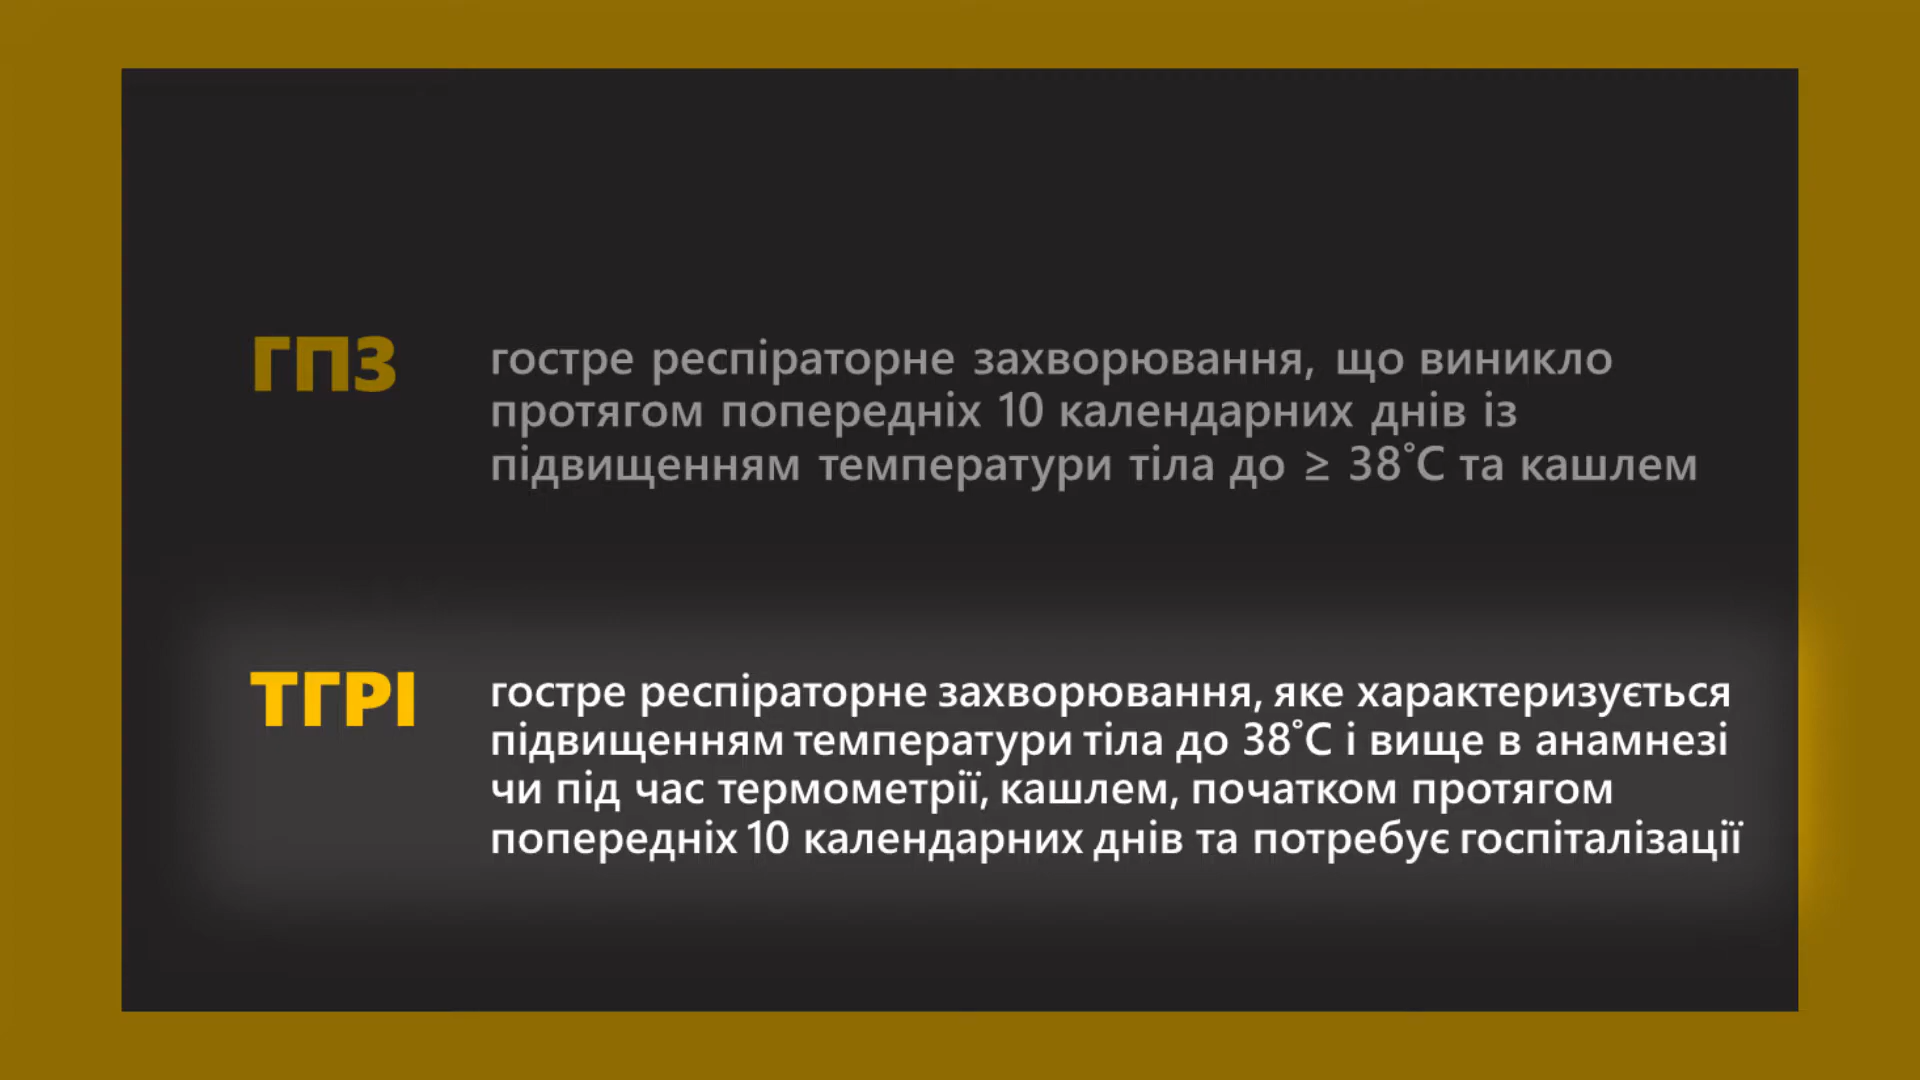 ГПЗ
гостре респіраторне захворювання, що виникло
протягом попередніх 10 календарних днів із
підвищенням температури тіла до ≥ 38˚С та кашлем
ТГРІ
гостре респіраторне захворювання, яке характеризується
підвищенням температури тіла до 38˚С і вище в анамнезі
чи під час термометрії, кашлем, початком протягом
попередніх 10 календарних днів та потребує госпіталізації